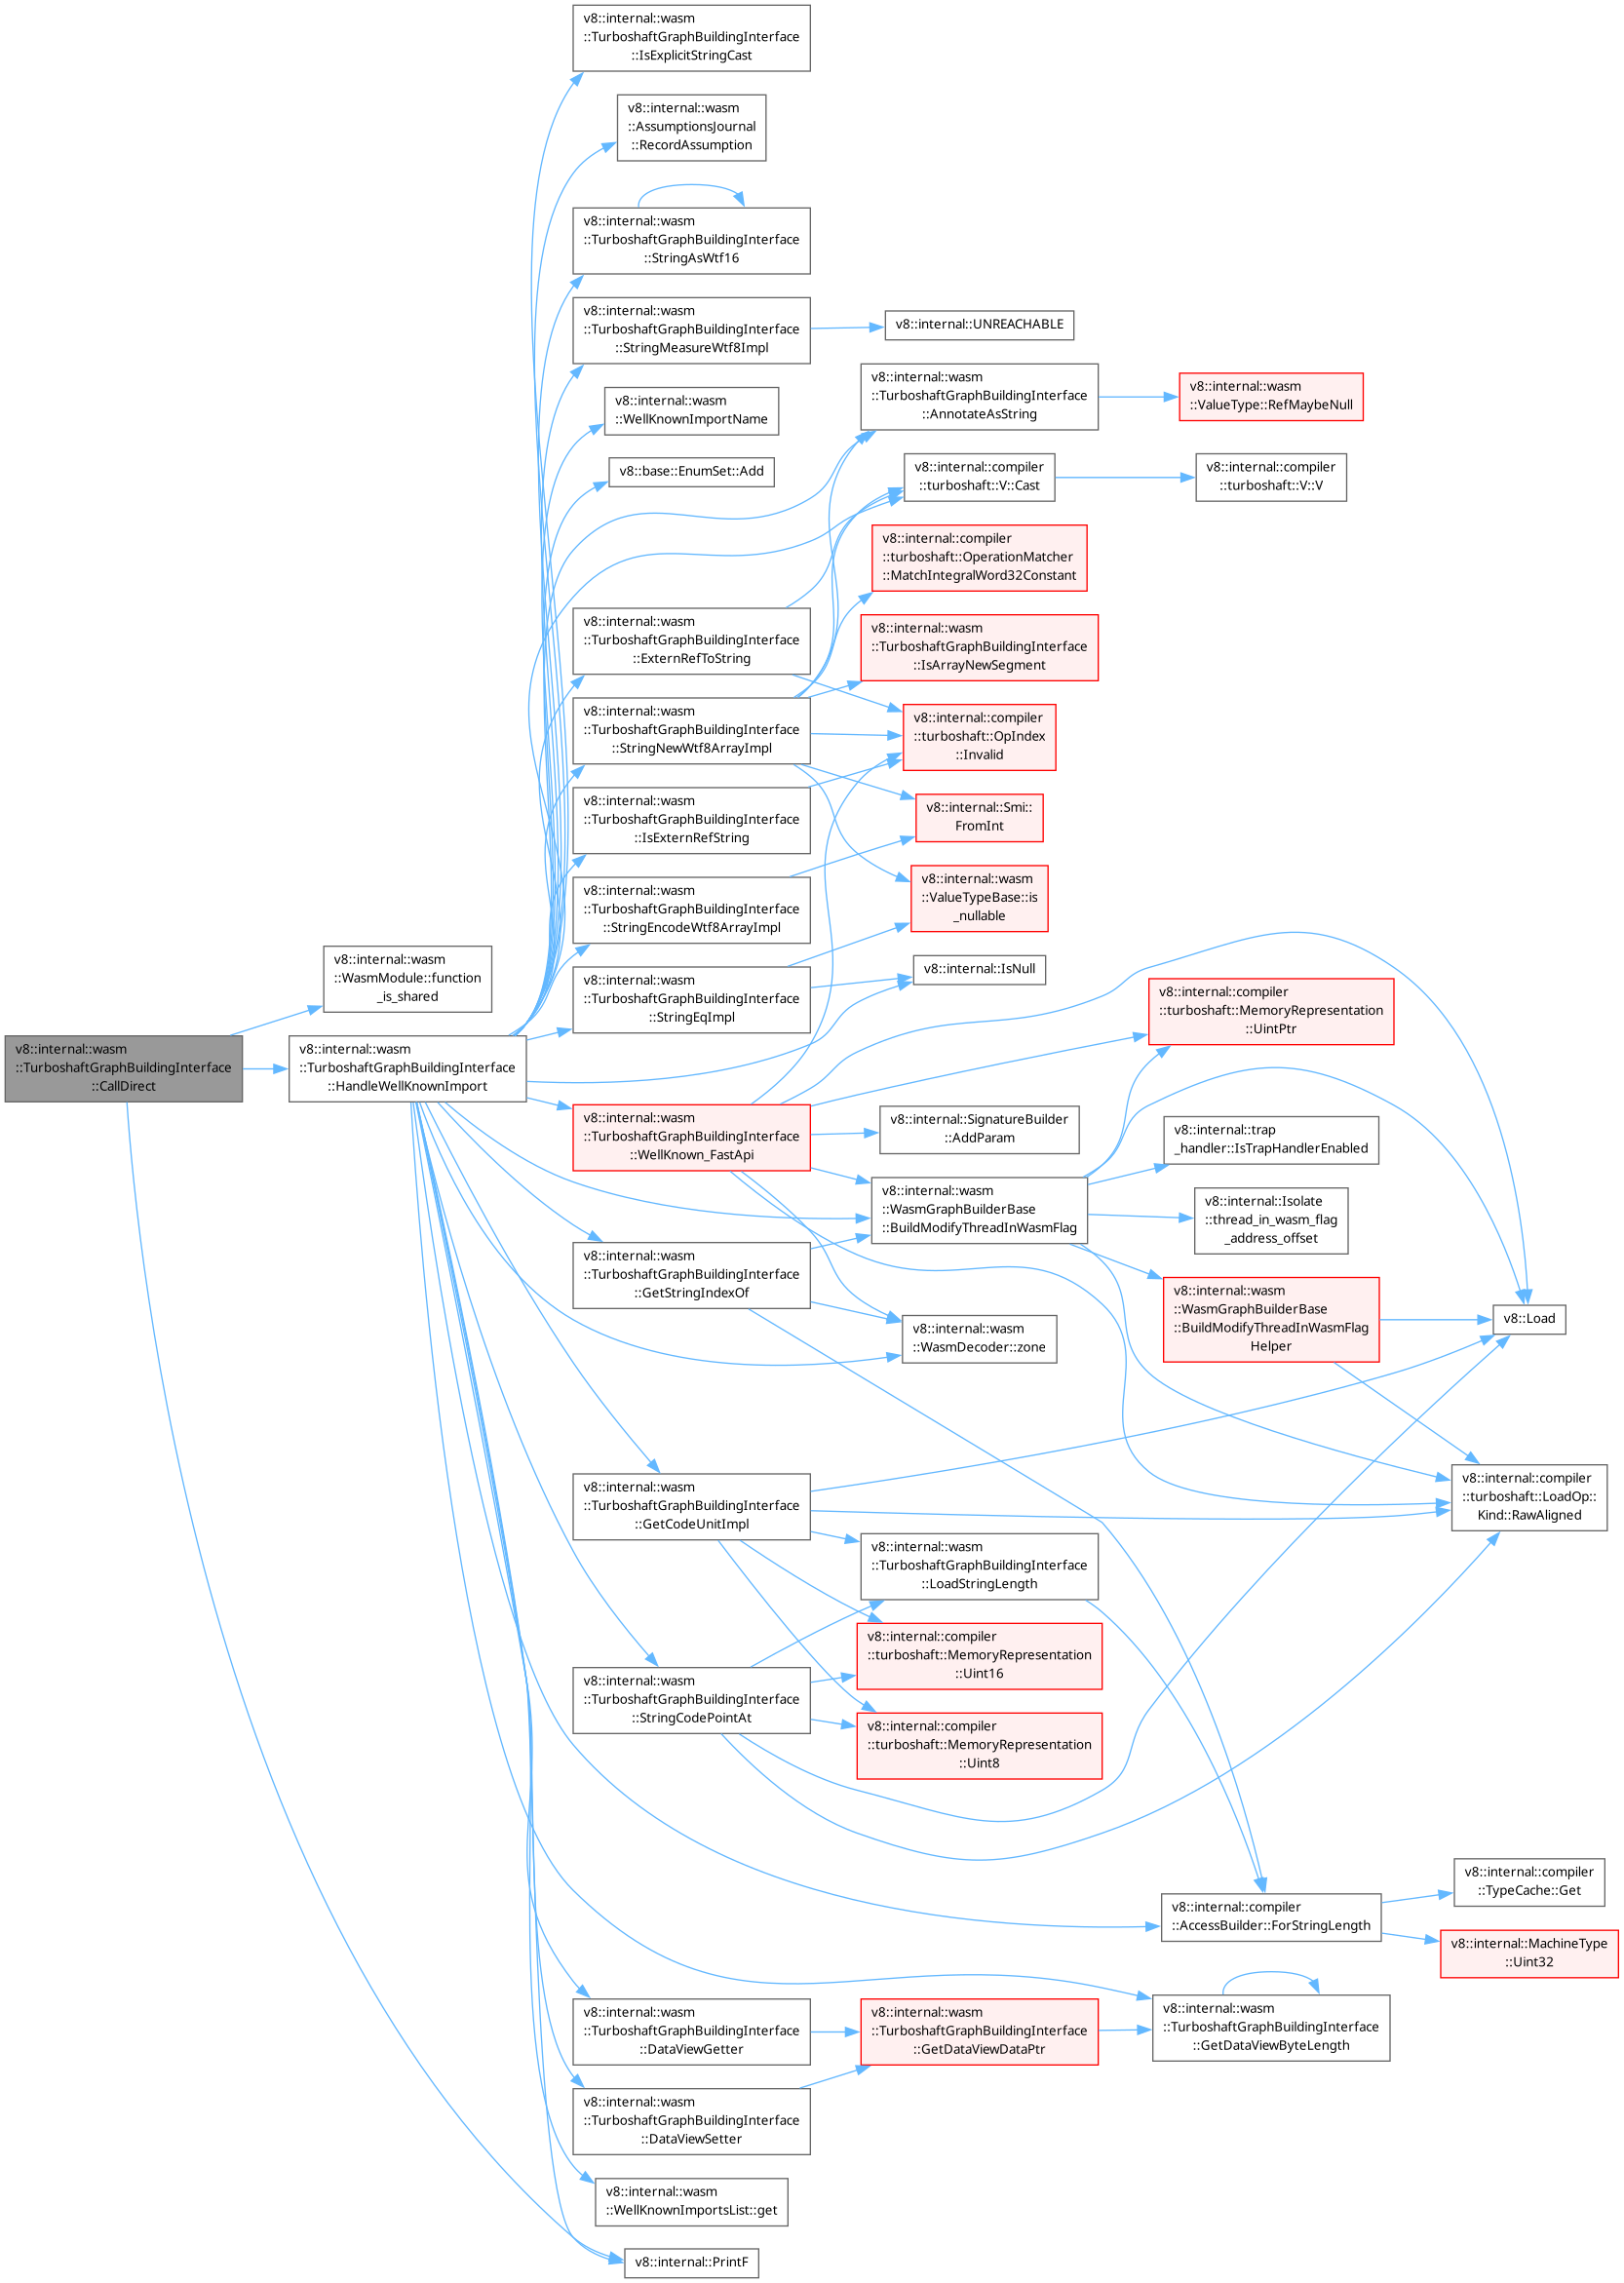 v8::internal::wasm
::TurboshaftGraphBuildingInterface
::IsExplicitStringCast
v8::internal::wasm
::AssumptionsJournal
::RecordAssumption
v8::internal::wasm
::TurboshaftGraphBuildingInterface
::StringAsWtf16
v8::internal::wasm
::TurboshaftGraphBuildingInterface
::StringMeasureWtf8Impl
v8::internal::UNREACHABLE
v8::internal::wasm
::WellKnownImportName
v8::internal::wasm
::TurboshaftGraphBuildingInterface
::AnnotateAsString
v8::internal::wasm
::ValueType::RefMaybeNull
v8::base::EnumSet::Add
v8::internal::compiler
::turboshaft::V::Cast
v8::internal::compiler
::turboshaft::V::V
v8::internal::compiler
::turboshaft::OperationMatcher
::MatchIntegralWord32Constant
v8::internal::wasm
::TurboshaftGraphBuildingInterface
::ExternRefToString
v8::internal::wasm
::TurboshaftGraphBuildingInterface
::IsArrayNewSegment
v8::internal::wasm
::TurboshaftGraphBuildingInterface
::StringNewWtf8ArrayImpl
v8::internal::compiler
::turboshaft::OpIndex
::Invalid
v8::internal::wasm
::TurboshaftGraphBuildingInterface
::IsExternRefString
v8::internal::Smi::
FromInt
v8::internal::wasm
::TurboshaftGraphBuildingInterface
::StringEncodeWtf8ArrayImpl
v8::internal::wasm
::ValueTypeBase::is
_nullable
v8::internal::wasm
::WasmModule::function
_is_shared
v8::internal::wasm
::TurboshaftGraphBuildingInterface
::StringEqImpl
v8::internal::IsNull
v8::internal::compiler
::turboshaft::MemoryRepresentation
::UintPtr
v8::internal::wasm
::TurboshaftGraphBuildingInterface
::CallDirect
v8::internal::wasm
::TurboshaftGraphBuildingInterface
::HandleWellKnownImport
v8::internal::wasm
::TurboshaftGraphBuildingInterface
::WellKnown_FastApi
v8::internal::SignatureBuilder
::AddParam
v8::internal::trap
_handler::IsTrapHandlerEnabled
v8::internal::wasm
::WasmGraphBuilderBase
::BuildModifyThreadInWasmFlag
v8::internal::Isolate
::thread_in_wasm_flag
_address_offset
v8::internal::wasm
::TurboshaftGraphBuildingInterface
::GetStringIndexOf
v8::internal::wasm
::WasmGraphBuilderBase
::BuildModifyThreadInWasmFlag
Helper
v8::Load
v8::internal::wasm
::WasmDecoder::zone
v8::internal::wasm
::TurboshaftGraphBuildingInterface
::GetCodeUnitImpl
v8::internal::compiler
::turboshaft::LoadOp::
Kind::RawAligned
v8::internal::wasm
::TurboshaftGraphBuildingInterface
::LoadStringLength
v8::internal::compiler
::turboshaft::MemoryRepresentation
::Uint16
v8::internal::wasm
::TurboshaftGraphBuildingInterface
::StringCodePointAt
v8::internal::compiler
::turboshaft::MemoryRepresentation
::Uint8
v8::internal::compiler
::TypeCache::Get
v8::internal::compiler
::AccessBuilder::ForStringLength
v8::internal::MachineType
::Uint32
v8::internal::wasm
::TurboshaftGraphBuildingInterface
::DataViewGetter
v8::internal::wasm
::TurboshaftGraphBuildingInterface
::GetDataViewDataPtr
v8::internal::wasm
::TurboshaftGraphBuildingInterface
::GetDataViewByteLength
v8::internal::wasm
::TurboshaftGraphBuildingInterface
::DataViewSetter
v8::internal::wasm
::WellKnownImportsList::get
v8::internal::PrintF